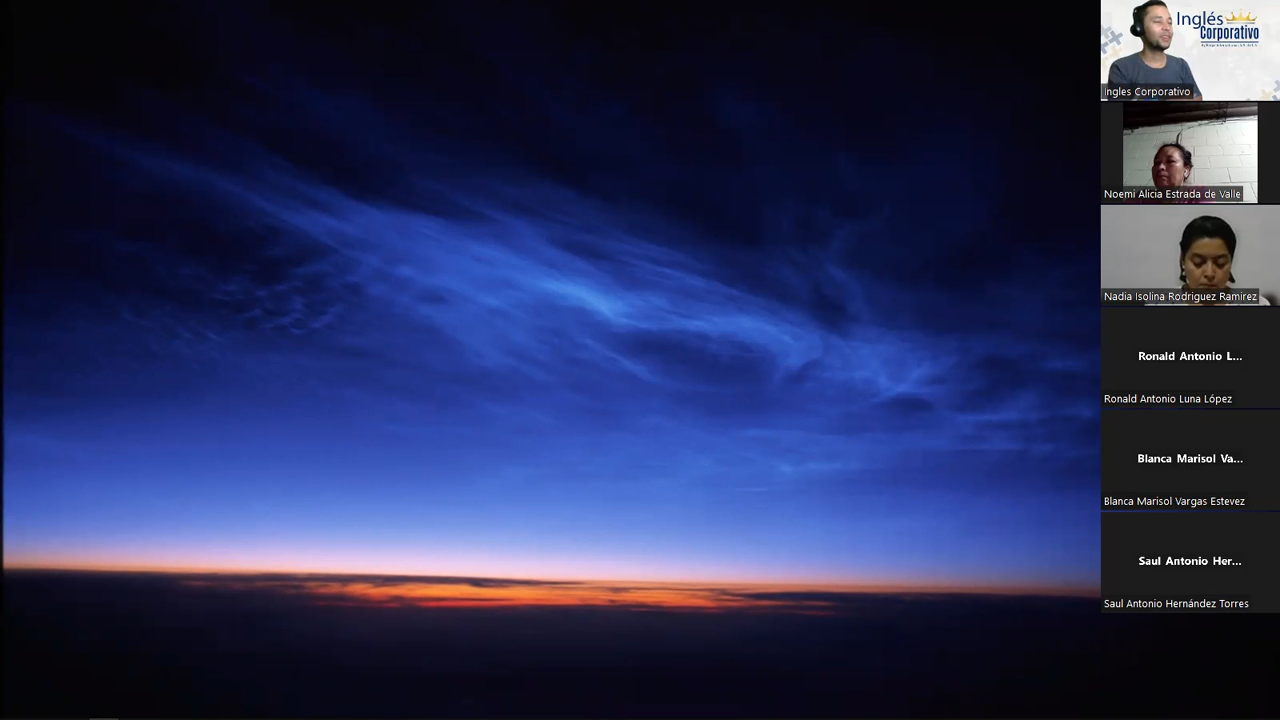 Inglés
Corporativo
Ingles Corporativo
Noemi Alicia Estrada de Valle
Nadia Isolina Rodriguez Ramirez
Ronald Antonio L...
Ronald Antonio Luna López
Blanca Marisol Va...
Blanca Marisol Vargas Estevez
Saul Antonio Her...
Saul Antonio Hernández Torres